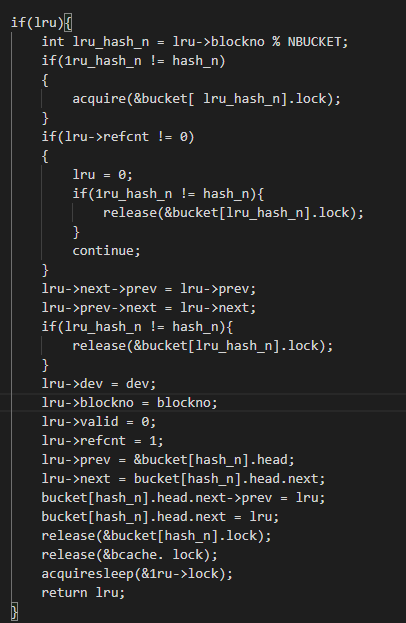 if(lru){
    int lru_hash_n = lru->blockno % NBUCKET;
    if(1ru_hash_n != hash_n)
    {
        acquire(&bucket[ lru_hash_n].lock);
    }
    if(lru->refcnt != 0)
    {
        lru = 0;
        if(1ru_hash_n != hash_n){
            release(&bucket[lru_hash_n].lock);
        }
        continue;
    }
    lru->next->prev = lru->prev;
    lru->prev->next = lru->next;
    if(lru_hash_n != hash_n){
        release(&bucket[lru_hash_n].lock);
    }
    lru->dev = dev;
    lru->blockno = blockno;
    lru->valid = 0;
    lru->refcnt = 1;
    lru->prev = &bucket[hash_n].head;
    lru->next = bucket[hash_n].head.next;
    bucket[hash_n].head.next->prev = lru;
    bucket[hash_n].head.next = lru;
    release(&bucket[hash_n].lock);
    release(&bcache. lock);
    acquiresleep(&1ru->lock);
    return lru;
}